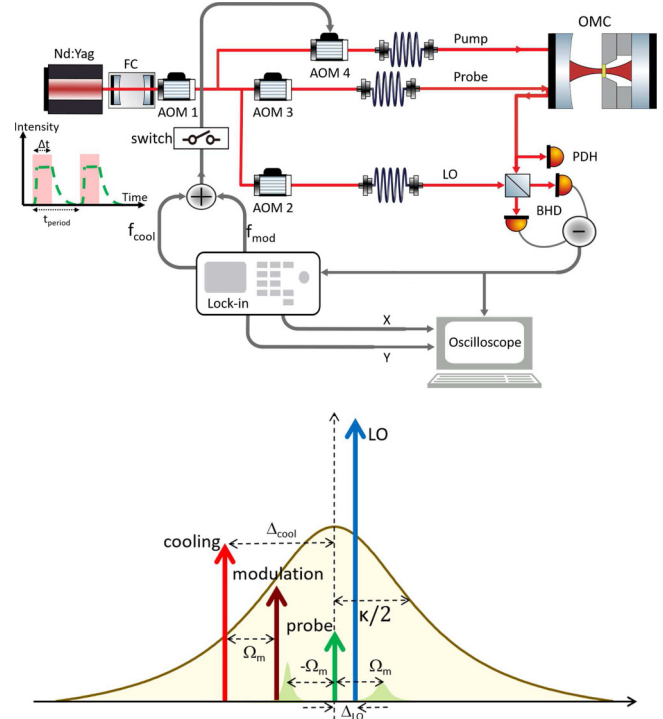 OMC
Nd:Yag
FC
AOM 4
Pump
Probe
AOM 1
AOM 3
Intensity
Δt
switch
PDH
Time
LO
BHD
t_period
AOM 2
f_cool
f_mod
Lock-in
X
Y
Oscilloscope
LO
Δ_cool
cooling
modulation
κ/2
probe
Ω_m
-Ω_m
Ω_m
Δ_LO